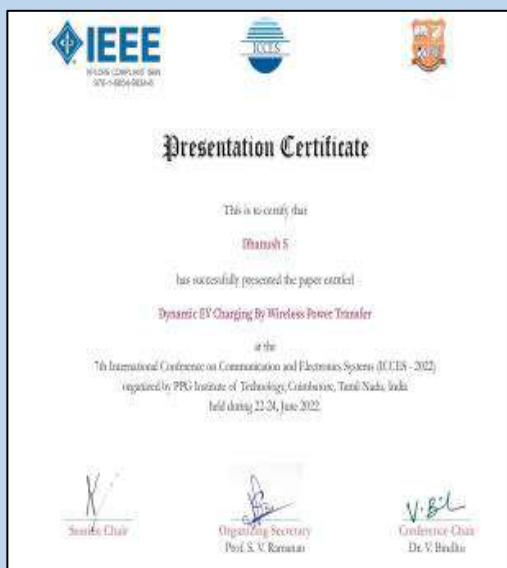 IEEE
ICCES
Presentation Certificate
This is to certify that
Dhanush S
has successfully presented the paper entitled
Dynamic EV Charging By Wireless Power Transfer
at the
7th International Conference on Communication and Electronics Systems (ICCES - 2022)
organized by PPG Institute of Technology, Coimbatore, Tamil Nadu, India
held during 22-24, June 2022
Session Chair
Organizing Secretary
Prof. S. V. Ramanan
Conference Chair
Dr. V. Bindhu